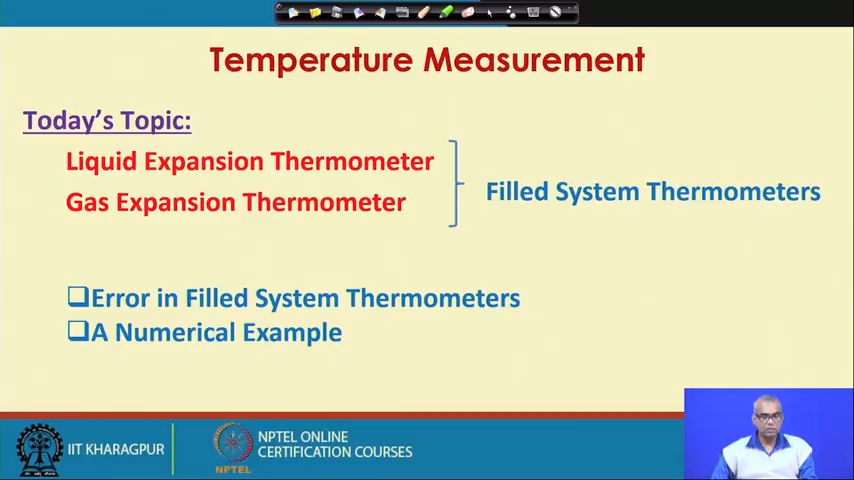 Temperature Measurement
Today's Topic:
Liquid Expansion Thermometer
Gas Expansion Thermometer
Filled System Thermometers
Error in Filled System Thermometers
A Numerical Example
IIT KHARAGPUR
NPTEL
NPTEL ONLINE
CERTIFICATION COURSES